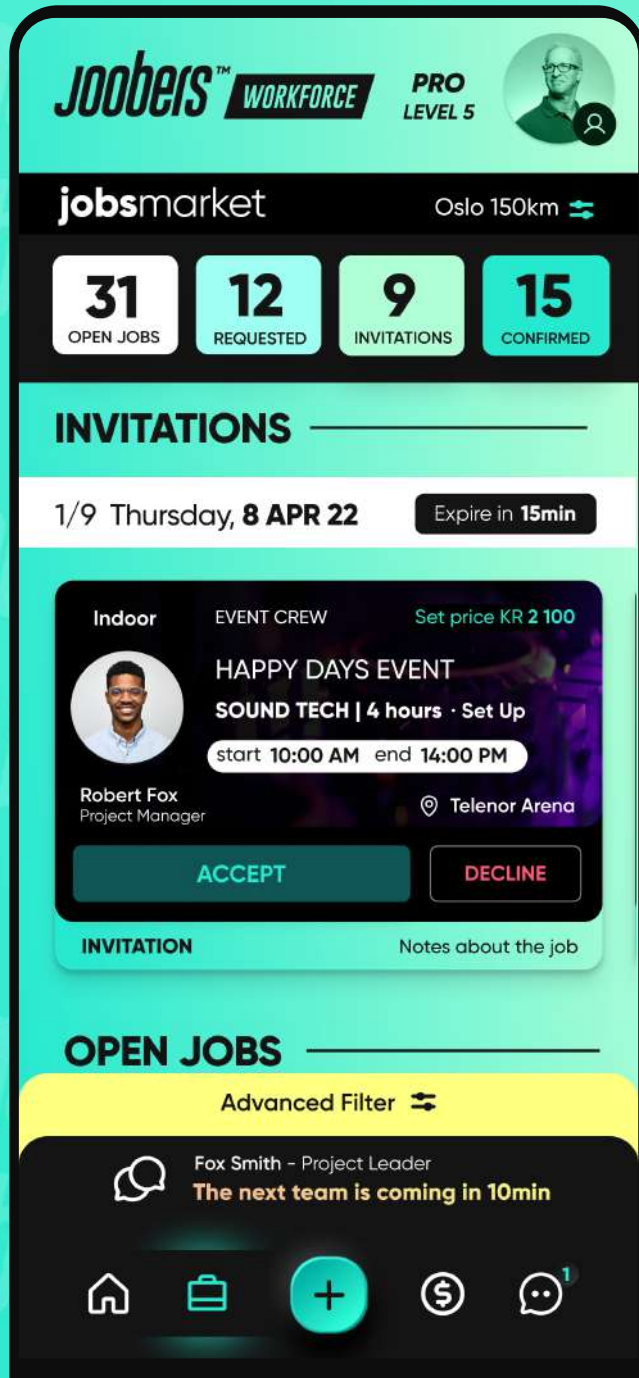 JOOBERS™ WORKFORCE
PRO
LEVEL 5
jobsmarket
Oslo 150km
31
OPEN JOBS
12
REQUESTED
9
INVITATIONS
15
CONFIRMED
INVITATIONS
1/9 Thursday, 8 APR 22
Expire in 15min
Indoor
EVENT CREW
Set price KR 2 100
HAPPY DAYS EVENT
SOUND TECH | 4 hours · Set Up
start 10:00 AM end 14:00 PM
Robert Fox
Project Manager
Telenor Arena
ACCEPT
DECLINE
INVITATION
Notes about the job
OPEN JOBS
Advanced Filter
Fox Smith - Project Leader
The next team is coming in 10min
1